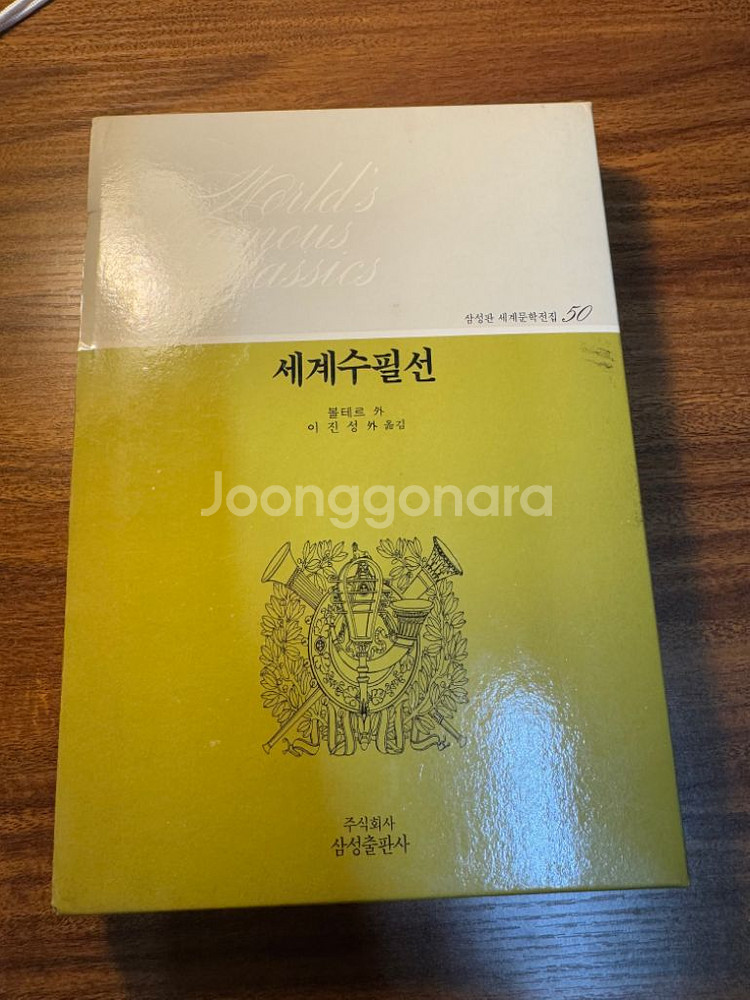 World's
Famous
Classics
삼성판 세계문학전집 50
세계수필선
볼테르 外
이 진 성 外 옮김
Joonggonara
주식회사
삼성출판사